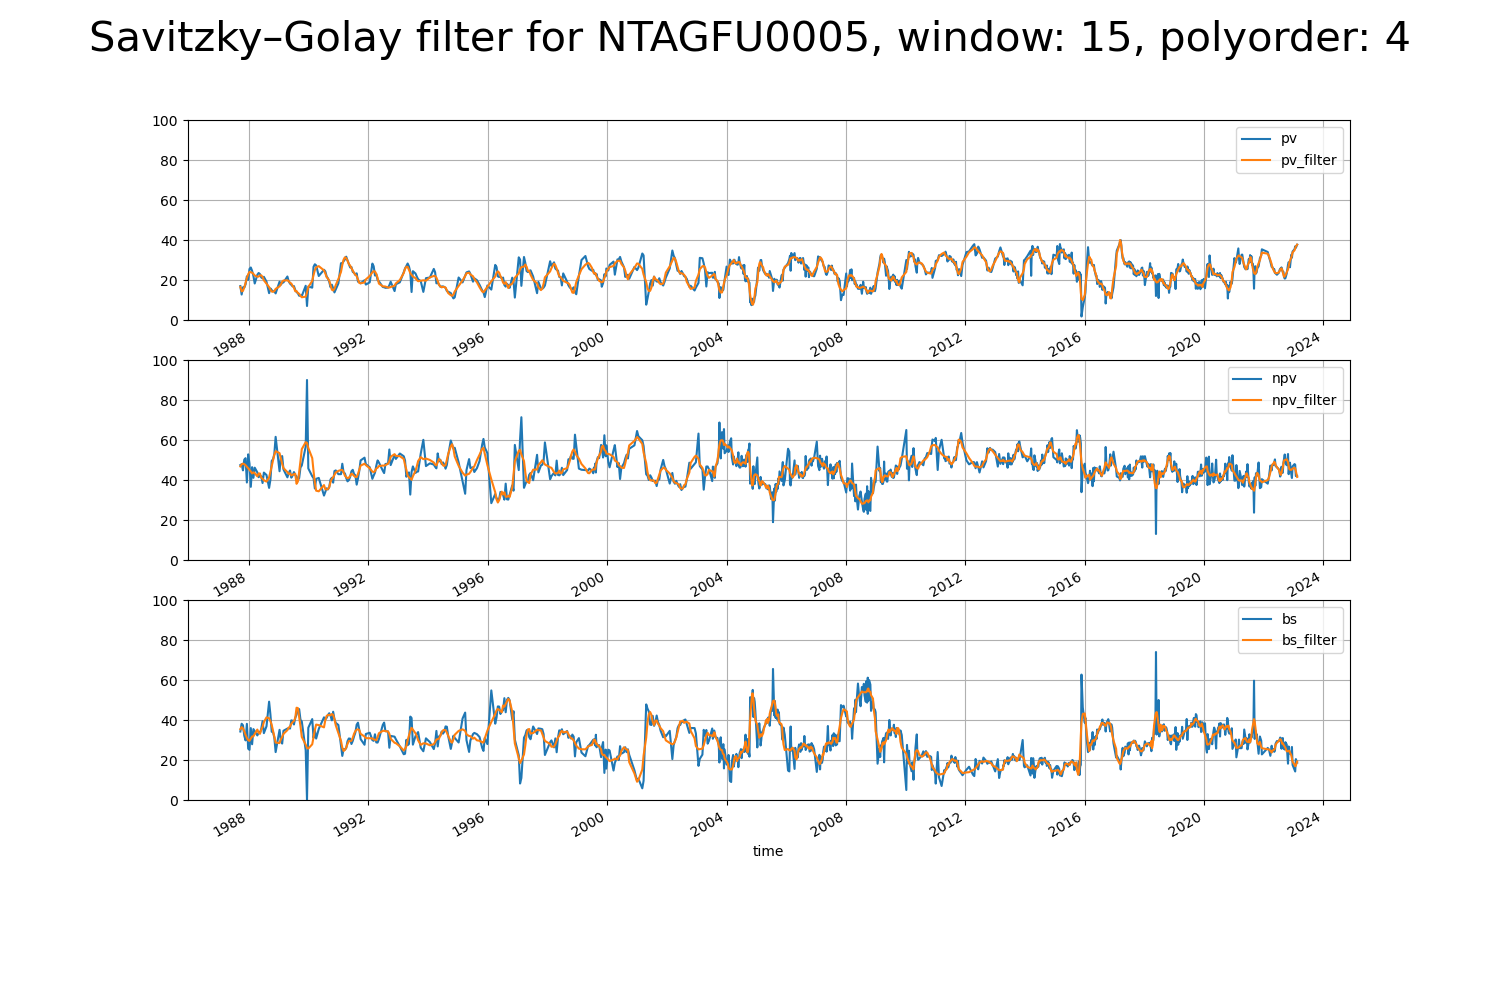 Savitzky–Golay filter for NTAGFU0005, window: 15, polyorder: 4
100
80
60
40
20
0
pv
pv_filter
1988 1992 1996 2000 2004 2008 2012 2016 2020 2024
100
80
60
40
20
0
npv
npv_filter
1988 1992 1996 2000 2004 2008 2012 2016 2020 2024
100
80
60
40
20
0
bs
bs_filter
1988 1992 1996 2000 2004 2008 2012 2016 2020 2024
time